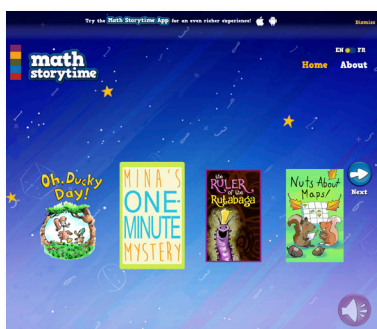 Try the Math Storytime App for an even richer experience!
Dismiss
math
storytime
EN FR
Home About
Oh, Ducky
Day!
MINA'S
ONE-
MINUTE
MYSTERY
the
RULER
of the
Rutabaga
Nuts About
Maps!
Next